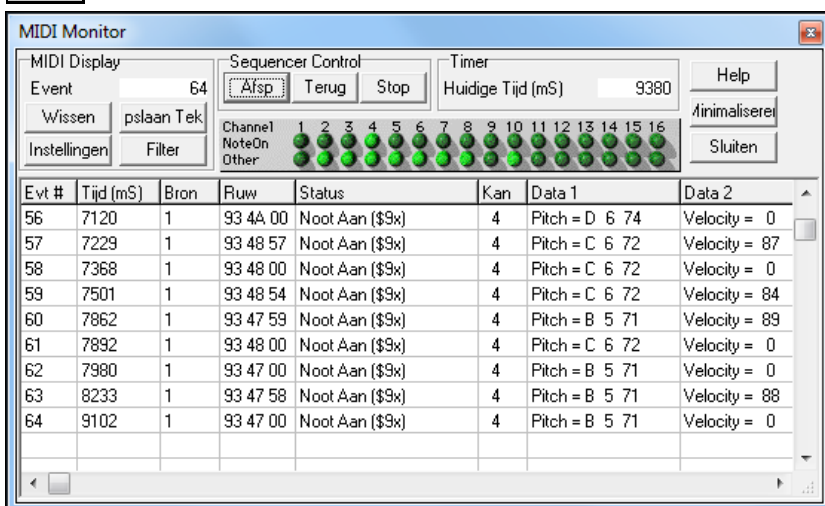 MIDI Monitor
MIDI Display
Event 64
Wissen pslaan Tek
Instellingen Filter
Sequencer Control
Afsp Terug Stop
Timer
Huidige Tijd (mS) 9380
Help
Minimaliserei
Sluiten
Channel 1 2 3 4 5 6 7 8 9 10 11 12 13 14 15 16
NoteOn
Other
Evt # Tijd (mS) Bron Ruw Status Kan Data 1 Data 2
56 7120 1 93 4A 00 Noot Aan ($9x) 4 Pitch = D 6 74 Velocity = 0
57 7229 1 93 48 57 Noot Aan ($9x) 4 Pitch = C 6 72 Velocity = 87
58 7368 1 93 48 00 Noot Aan ($9x) 4 Pitch = C 6 72 Velocity = 0
59 7501 1 93 48 54 Noot Aan ($9x) 4 Pitch = C 6 72 Velocity = 84
60 7862 1 93 47 59 Noot Aan ($9x) 4 Pitch = B 5 71 Velocity = 89
61 7892 1 93 48 00 Noot Aan ($9x) 4 Pitch = C 6 72 Velocity = 0
62 7980 1 93 47 00 Noot Aan ($9x) 4 Pitch = B 5 71 Velocity = 0
63 8233 1 93 47 58 Noot Aan ($9x) 4 Pitch = B 5 71 Velocity = 88
64 9102 1 93 47 00 Noot Aan ($9x) 4 Pitch = B 5 71 Velocity = 0